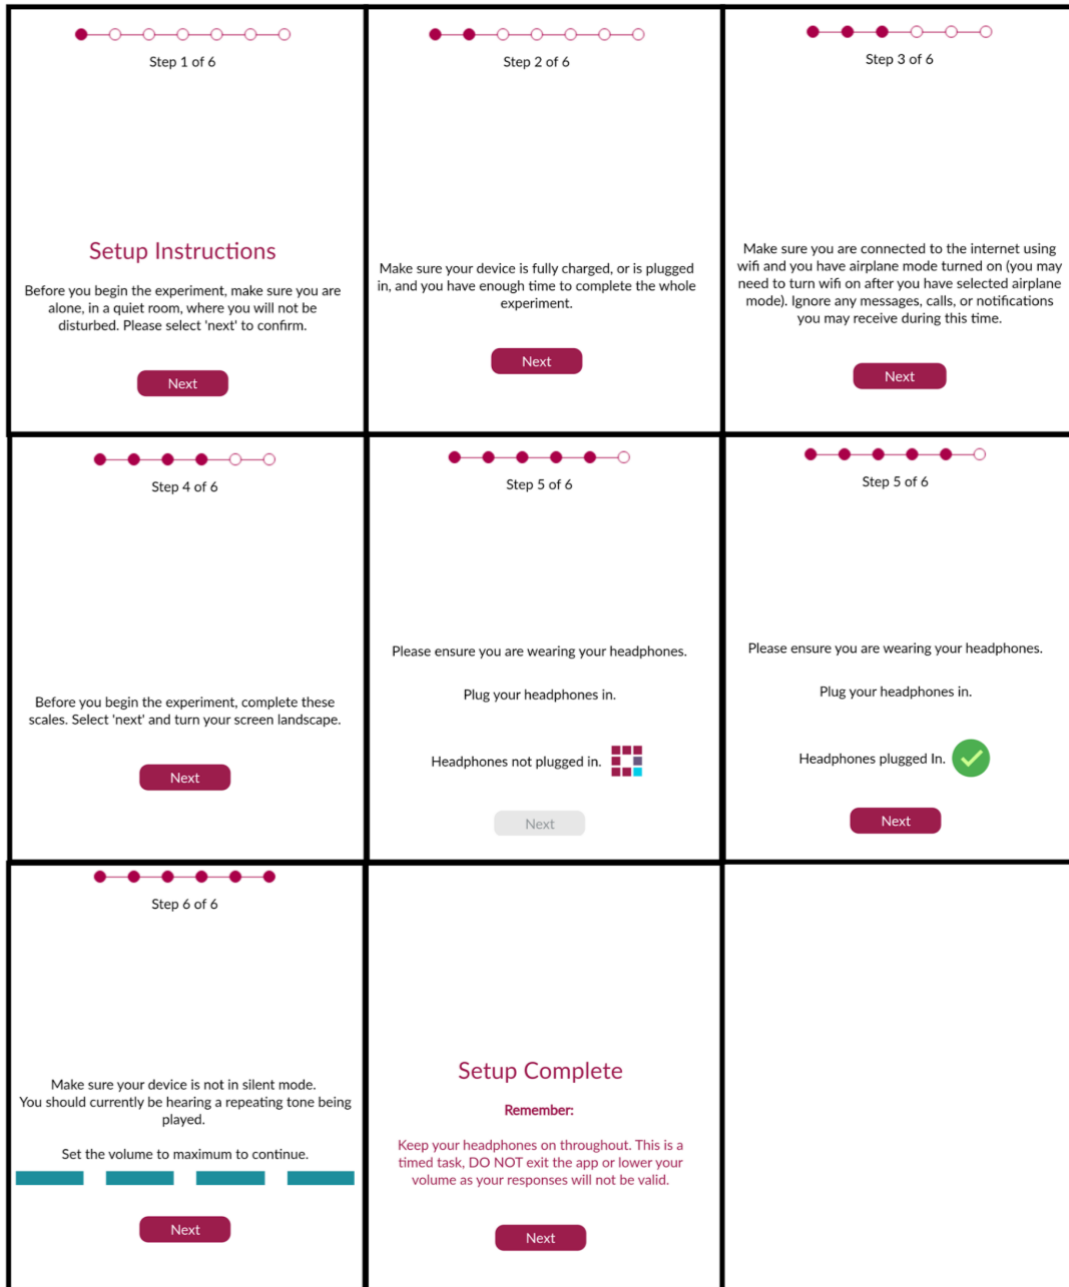 Step 1 of 6
Setup Instructions
Before you begin the experiment, make sure you are
alone, in a quiet room, where you will not be
disturbed. Please select 'next' to confirm.
Next
Step 2 of 6
Make sure your device is fully charged, or is plugged
in, and you have enough time to complete the whole
experiment.
Next
Step 3 of 6
Make sure you are connected to the internet using
wifi and you have airplane mode turned on (you may
need to turn wifi on after you have selected airplane
mode). Ignore any messages, calls, or notifications
you may receive during this time.
Next
Step 4 of 6
Before you begin the experiment, complete these
scales. Select 'next' and turn your screen landscape.
Next
Step 5 of 6
Please ensure you are wearing your headphones.
Plug your headphones in.
Headphones not plugged in.
Next
Step 5 of 6
Please ensure you are wearing your headphones.
Plug your headphones in.
Headphones plugged In.
Next
Step 6 of 6
Make sure your device is not in silent mode.
You should currently be hearing a repeating tone being
played.
Set the volume to maximum to continue.
Next
Setup Complete
Remember:
Keep your headphones on throughout. This is a
timed task, DO NOT exit the app or lower your
volume as your responses will not be valid.
Next